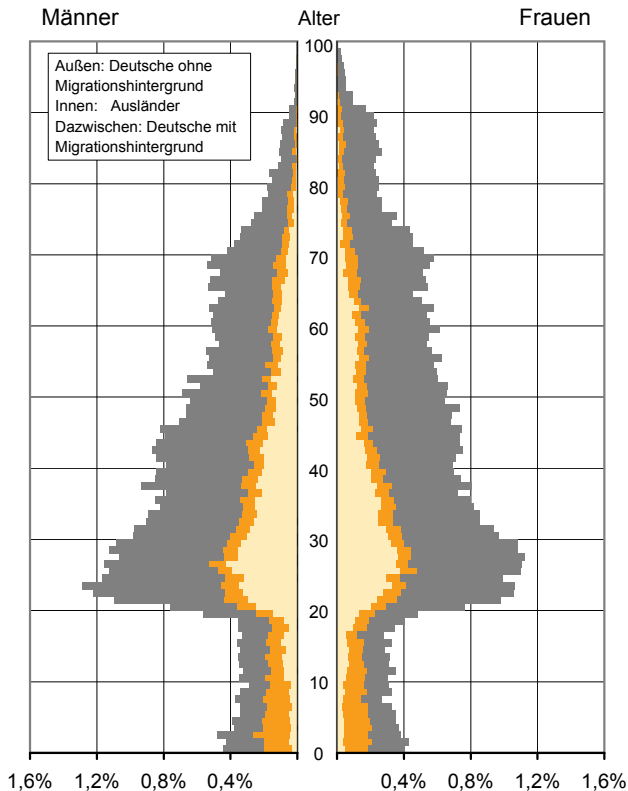 Männer Alter Frauen
Außen: Deutsche ohne
Migrationshintergrund
Innen: Ausländer
Dazwischen: Deutsche mit
Migrationshintergrund
100
90
80
70
60
50
40
30
20
10
0
1,6% 1,2% 0,8% 0,4% 0,4% 0,8% 1,2% 1,6%